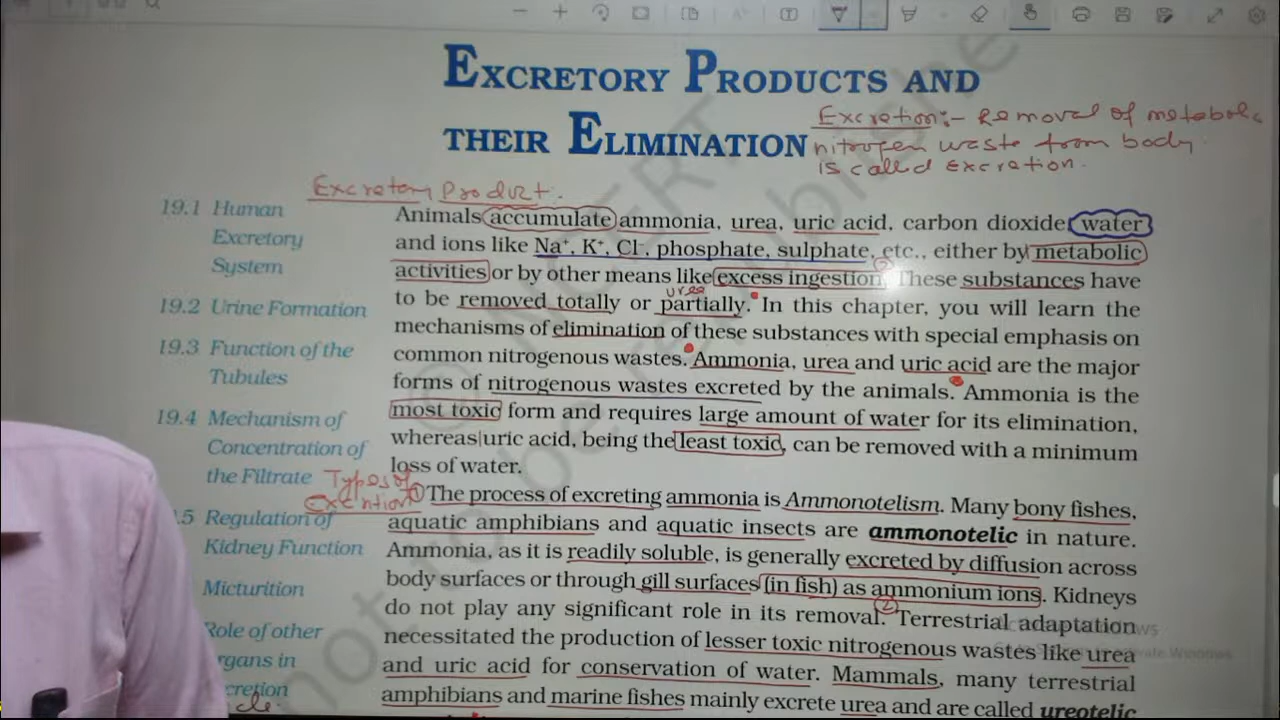 EXCRETORY PRODUCTS AND
THEIR ELIMINATION
Excretion:- Removal of metabolic
nitrogen waste from body
is called Excretion.
Excretory Product.
19.1 Human
Excretory
System
19.2 Urine Formation
19.3 Function of the
Tubules
19.4 Mechanism of
Concentration of
the Filtrate
.5 Regulation of
Kidney Function
Micturition
Role of other
rgans in
cretion
Animals accumulate ammonia, urea, uric acid, carbon dioxide, water
and ions like Na⁺, K⁺, Cl⁻, phosphate, sulphate, etc., either by metabolic
activities or by other means like excess ingestion. These substances have
urea
to be removed totally or partially. In this chapter, you will learn the
mechanisms of elimination of these substances with special emphasis on
common nitrogenous wastes. Ammonia, urea and uric acid are the major
forms of nitrogenous wastes excreted by the animals. Ammonia is the
most toxic form and requires large amount of water for its elimination,
whereas uric acid, being the least toxic, can be removed with a minimum
loss of water.
Types of
Excretion
① The process of excreting ammonia is Ammonotelism. Many bony fishes,
aquatic amphibians and aquatic insects are ammonotelic in nature.
Ammonia, as it is readily soluble, is generally excreted by diffusion across
body surfaces or through gill surfaces (in fish) as ammonium ions. Kidneys
do not play any significant role in its removal. ② Terrestrial adaptation
necessitated the production of lesser toxic nitrogenous wastes like urea
and uric acid for conservation of water. Mammals, many terrestrial
amphibians and marine fishes mainly excrete urea and are called ureotelic
© NCERT
not to be republishe